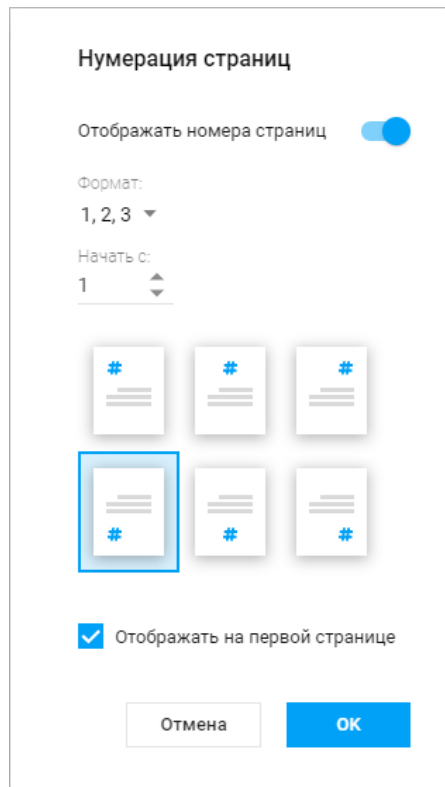 Нумерация страниц
Отображать номера страниц
Формат:
1, 2, 3
Начать с:
1
# # #
# # #
Отображать на первой странице
Отмена OK